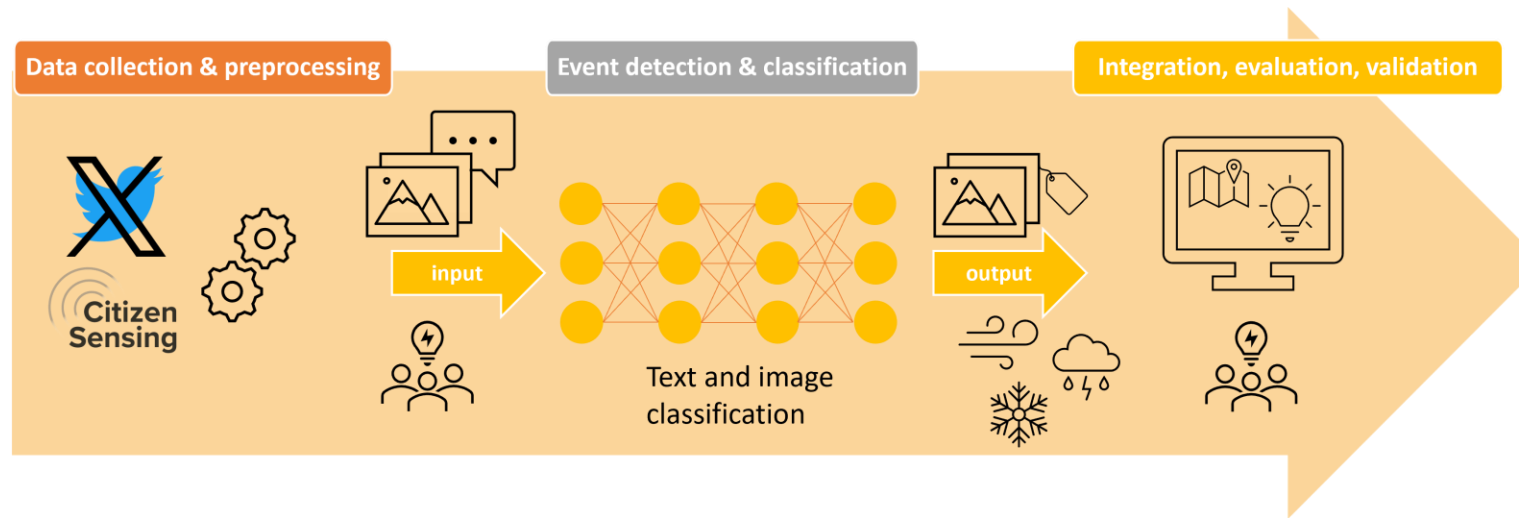 Data collection & preprocessing
Event detection & classification
Integration, evaluation, validation
Citizen
Sensing
input
output
Text and image
classification